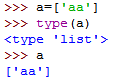 >>> a=['aa']
>>> type(a)
<type 'list'>
>>> a
['aa']